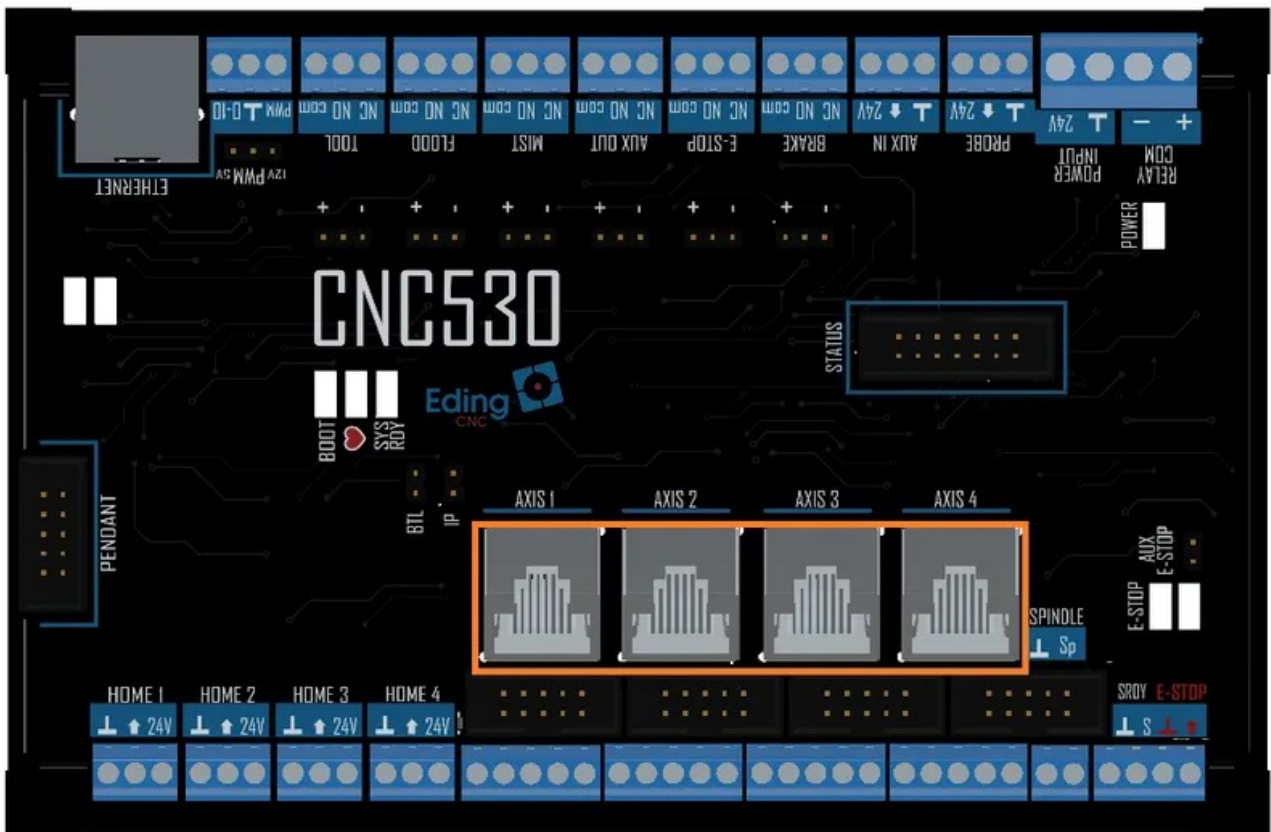 0-10 ⊥ PWM
com NO NC
com NO NC
com NO NC
com NO NC
com NO NC
com NO NC
24V ⬆ ⊥
24V ⬆ ⊥
24V ⊥
− +
TOOL
FLOOD
MIST
AUX OUT
E-STOP
BRAKE
AUX IN
PROBE
POWER
INPUT
RELAY
COM
ETHERNET
5V PWM 12V
+ -
+ -
+ -
+ -
+ -
+ -
POWER
CNC530
STATUS
Eding
CNC
BOOT
SYS
RDY
PENDANT
BTL
IP
AXIS 1
AXIS 2
AXIS 3
AXIS 4
AUX
E-STOP
E-STOP
SPINDLE
⊥ Sp
HOME 1
HOME 2
HOME 3
HOME 4
⊥ ⬆ 24V
⊥ ⬆ 24V
⊥ ⬆ 24V
⊥ ⬆ 24V
SRDY E-STOP
⊥ S ⊥ ⬆